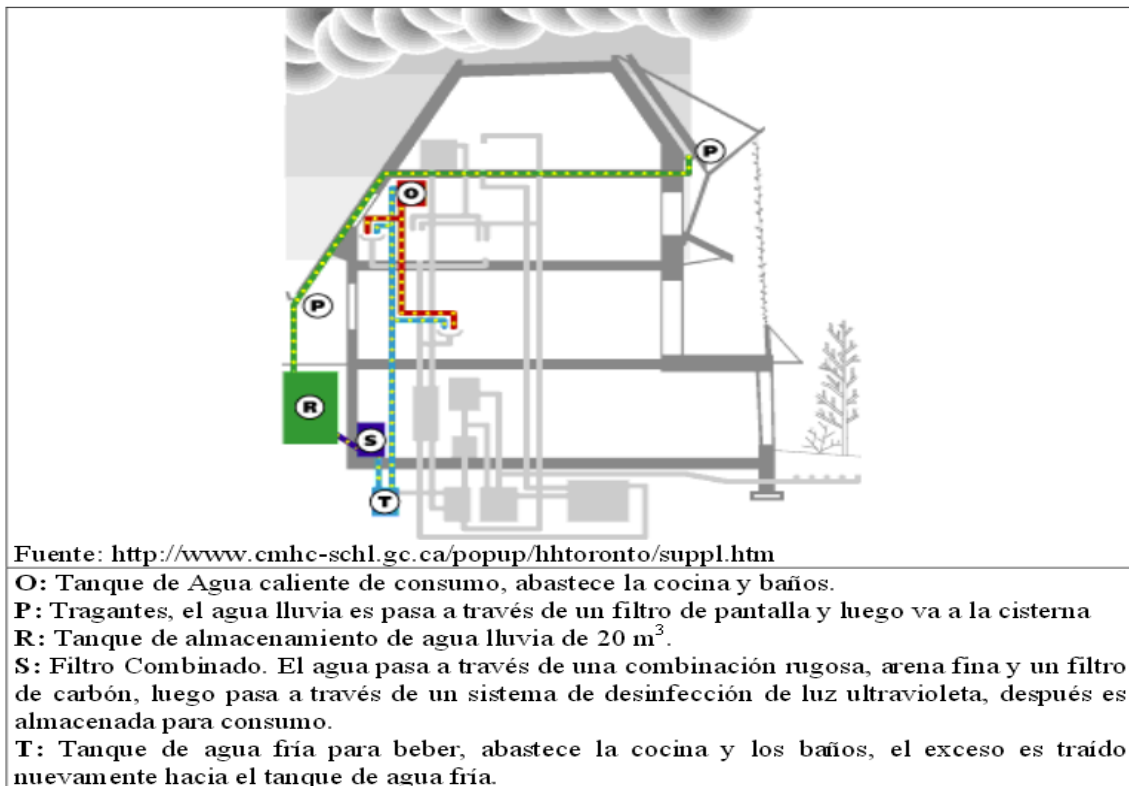 P
O
P
R
S
T
Fuente: http://www.cmhc-schl.gc.ca/popup/hhtoronto/suppl.htm
O: Tanque de Agua caliente de consumo, abastece la cocina y baños.
P: Tragantes, el agua lluvia es pasa a través de un filtro de pantalla y luego va a la cisterna
R: Tanque de almacenamiento de agua lluvia de 20 m³.
S: Filtro Combinado. El agua pasa a través de una combinación rugosa, arena fina y un filtro
de carbón, luego pasa a través de un sistema de desinfección de luz ultravioleta, después es
almacenada para consumo.
T: Tanque de agua fría para beber, abastece la cocina y los baños, el exceso es traído
nuevamente hacia el tanque de agua fría.